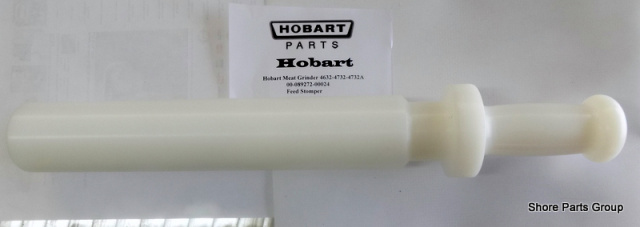 HOBART
PARTS
Hobart
Hobart Meat Grinder 4632-4732-4732A
00-089272-00024
Feed Stomper
Shore Parts Group